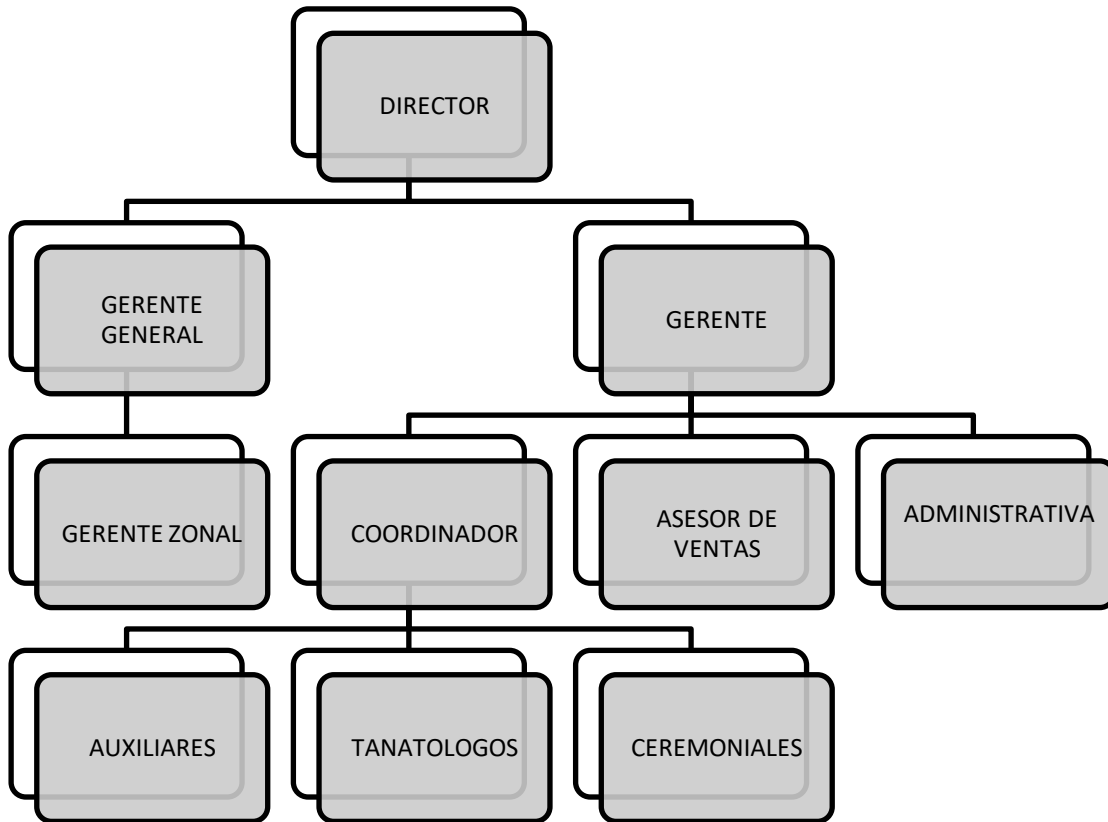 DIRECTOR
GERENTE
GENERAL
GERENTE
GERENTE ZONAL
COORDINADOR
ASESOR DE
VENTAS
ADMINISTRATIVA
AUXILIARES
TANATOLOGOS
CEREMONIALES